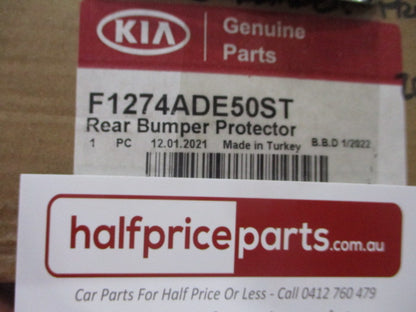 KIA
Genuine
Parts
F1274ADE50ST
Rear Bumper Protector
1 PC 12.01.2021 Made in Turkey B.B.D 1/2022
halfpriceparts.com.au
Car Parts For Half Price Or Less - Call 0412 760 479